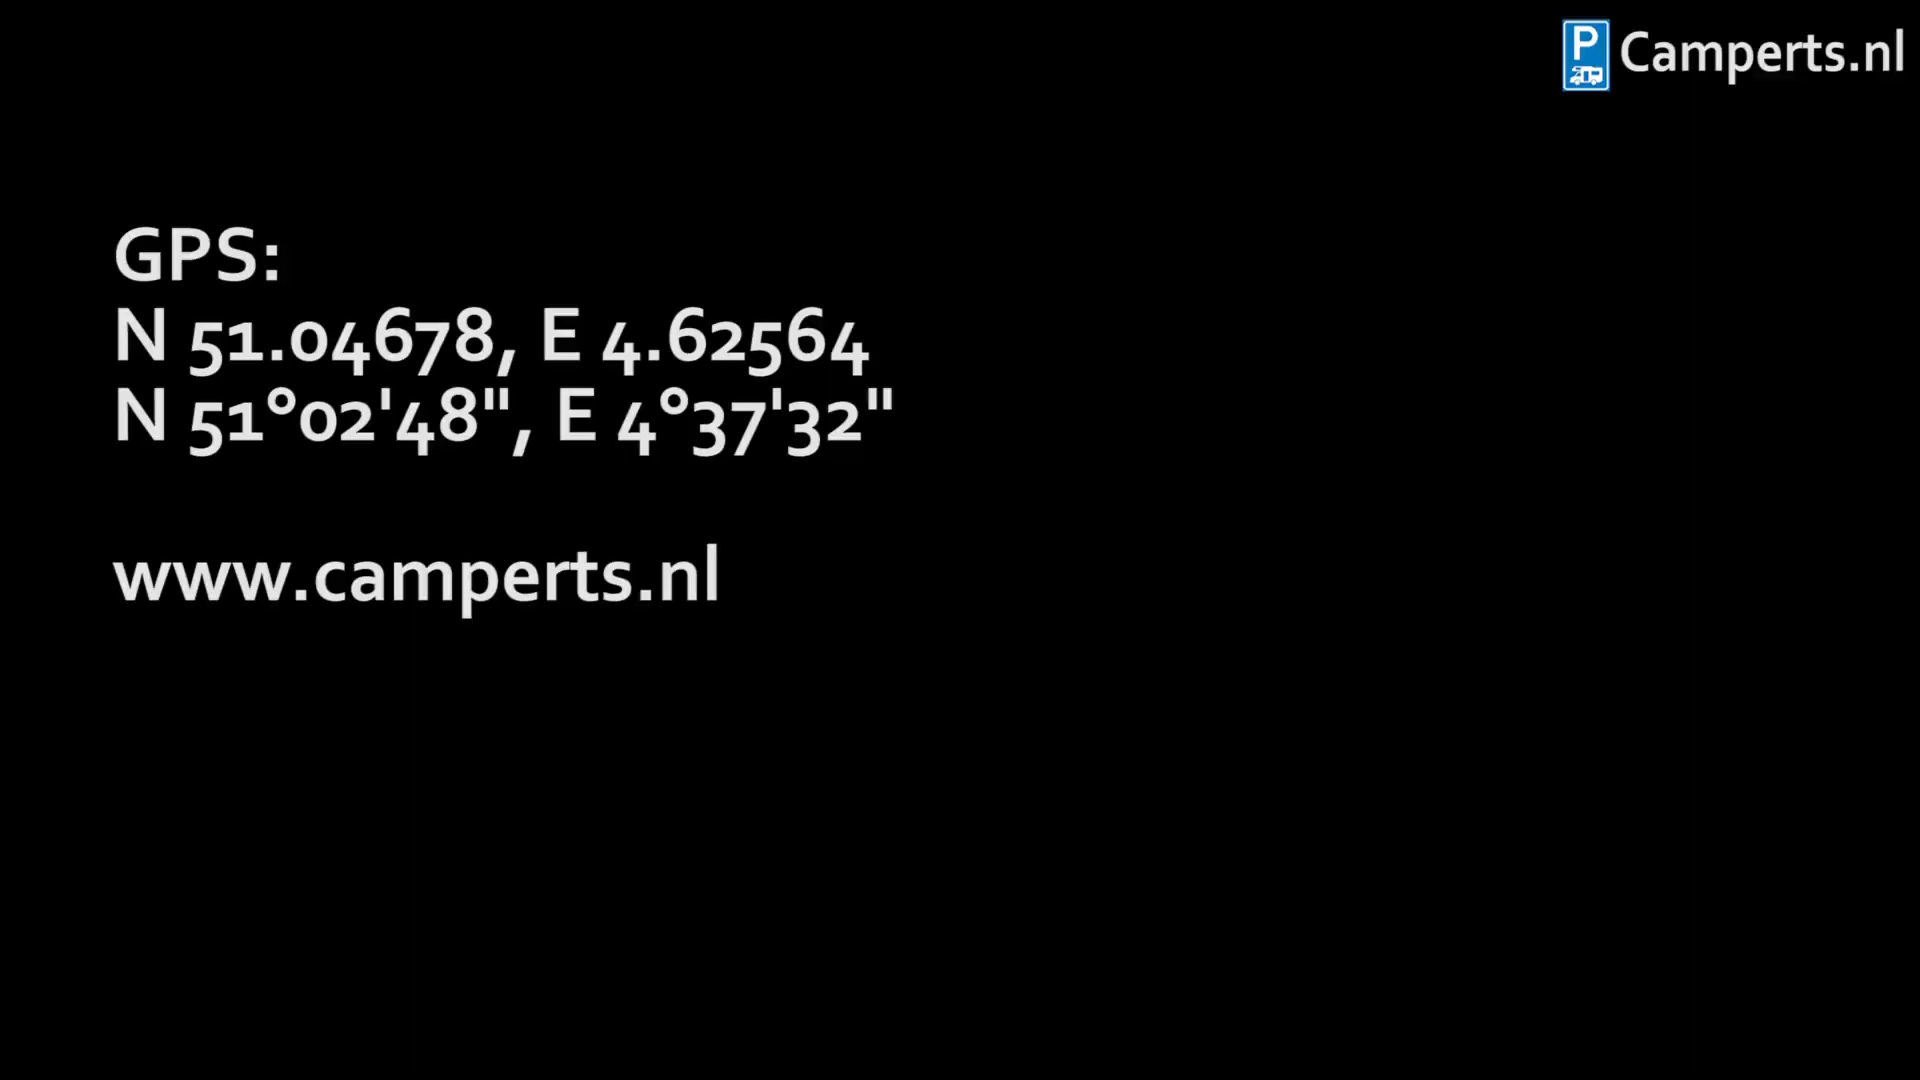 P Camperts.nl
GPS:
N 51.04678, E 4.62564
N 51°02'48", E 4°37'32"
www.camperts.nl